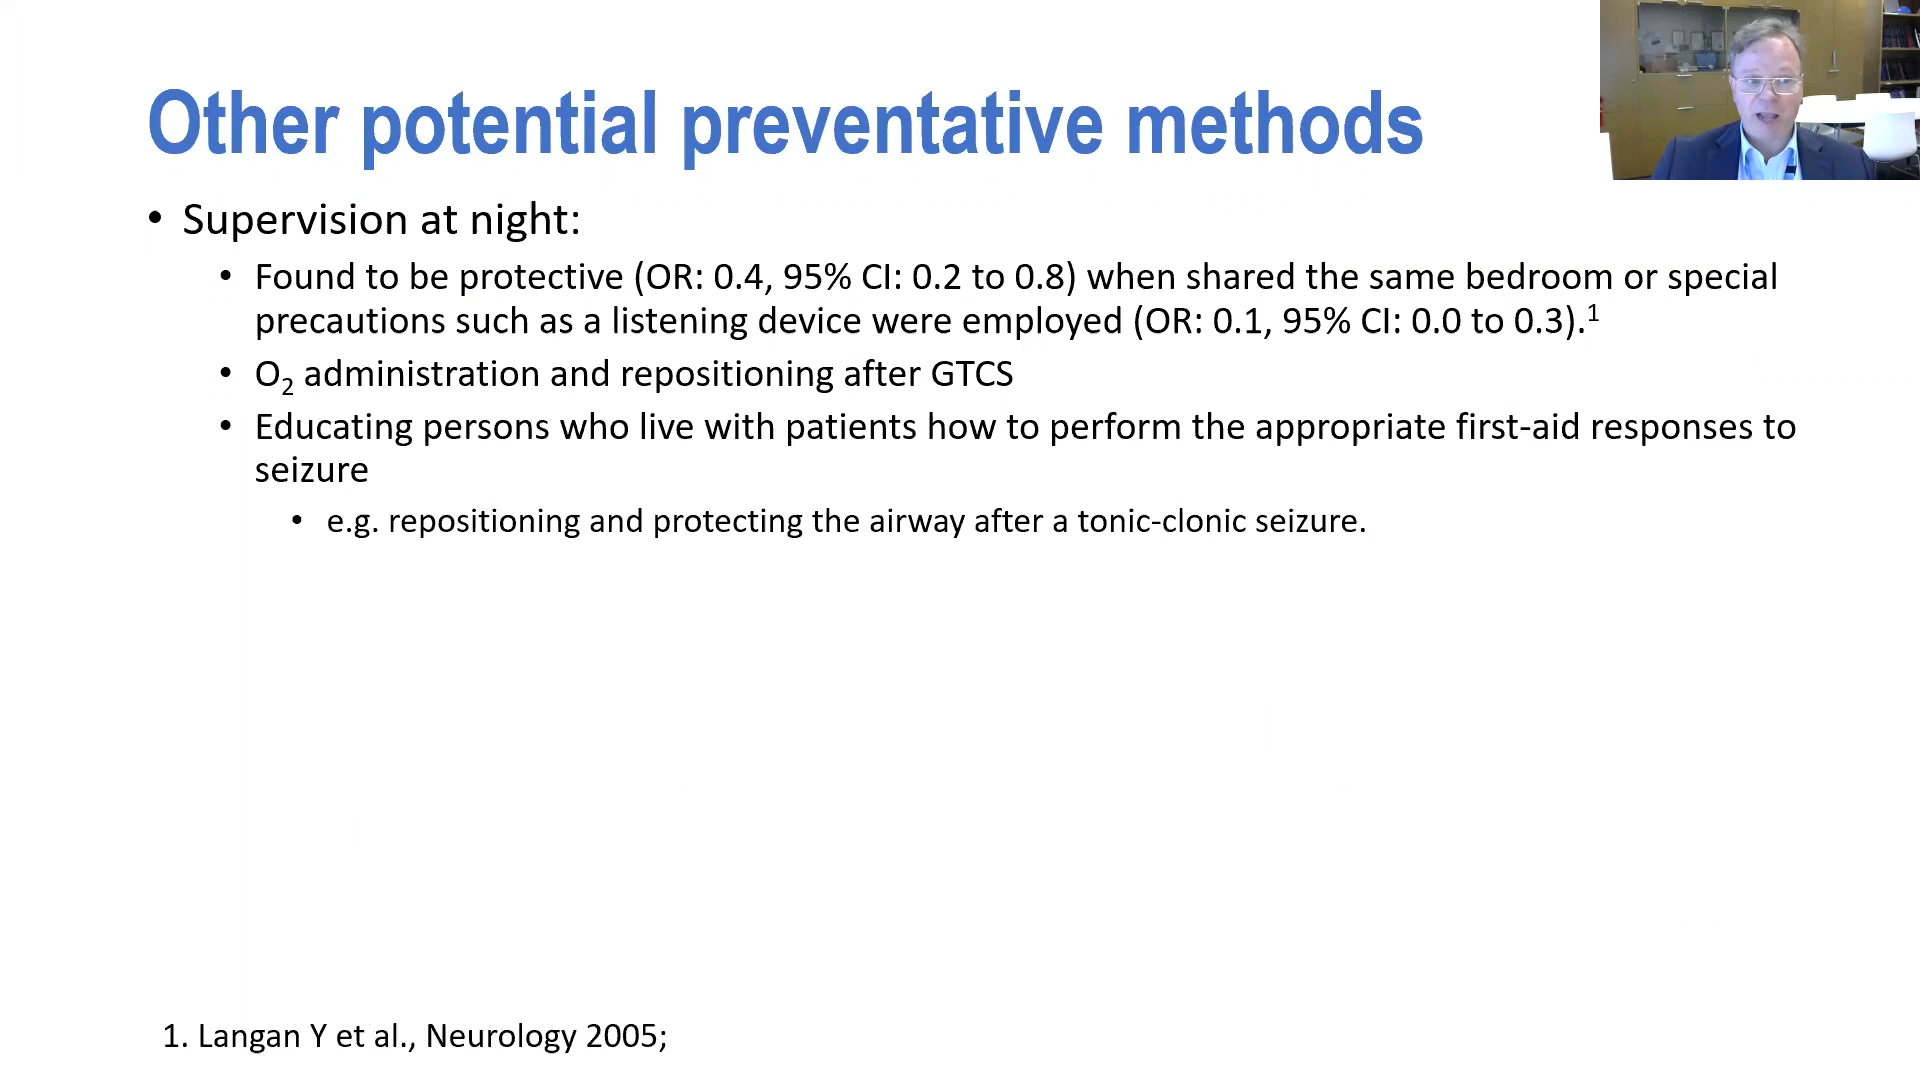 Other potential preventative methods
• Supervision at night:
• Found to be protective (OR: 0.4, 95% CI: 0.2 to 0.8) when shared the same bedroom or special
precautions such as a listening device were employed (OR: 0.1, 95% CI: 0.0 to 0.3).¹
• O₂ administration and repositioning after GTCS
• Educating persons who live with patients how to perform the appropriate first-aid responses to
seizure
• e.g. repositioning and protecting the airway after a tonic-clonic seizure.
1. Langan Y et al., Neurology 2005;